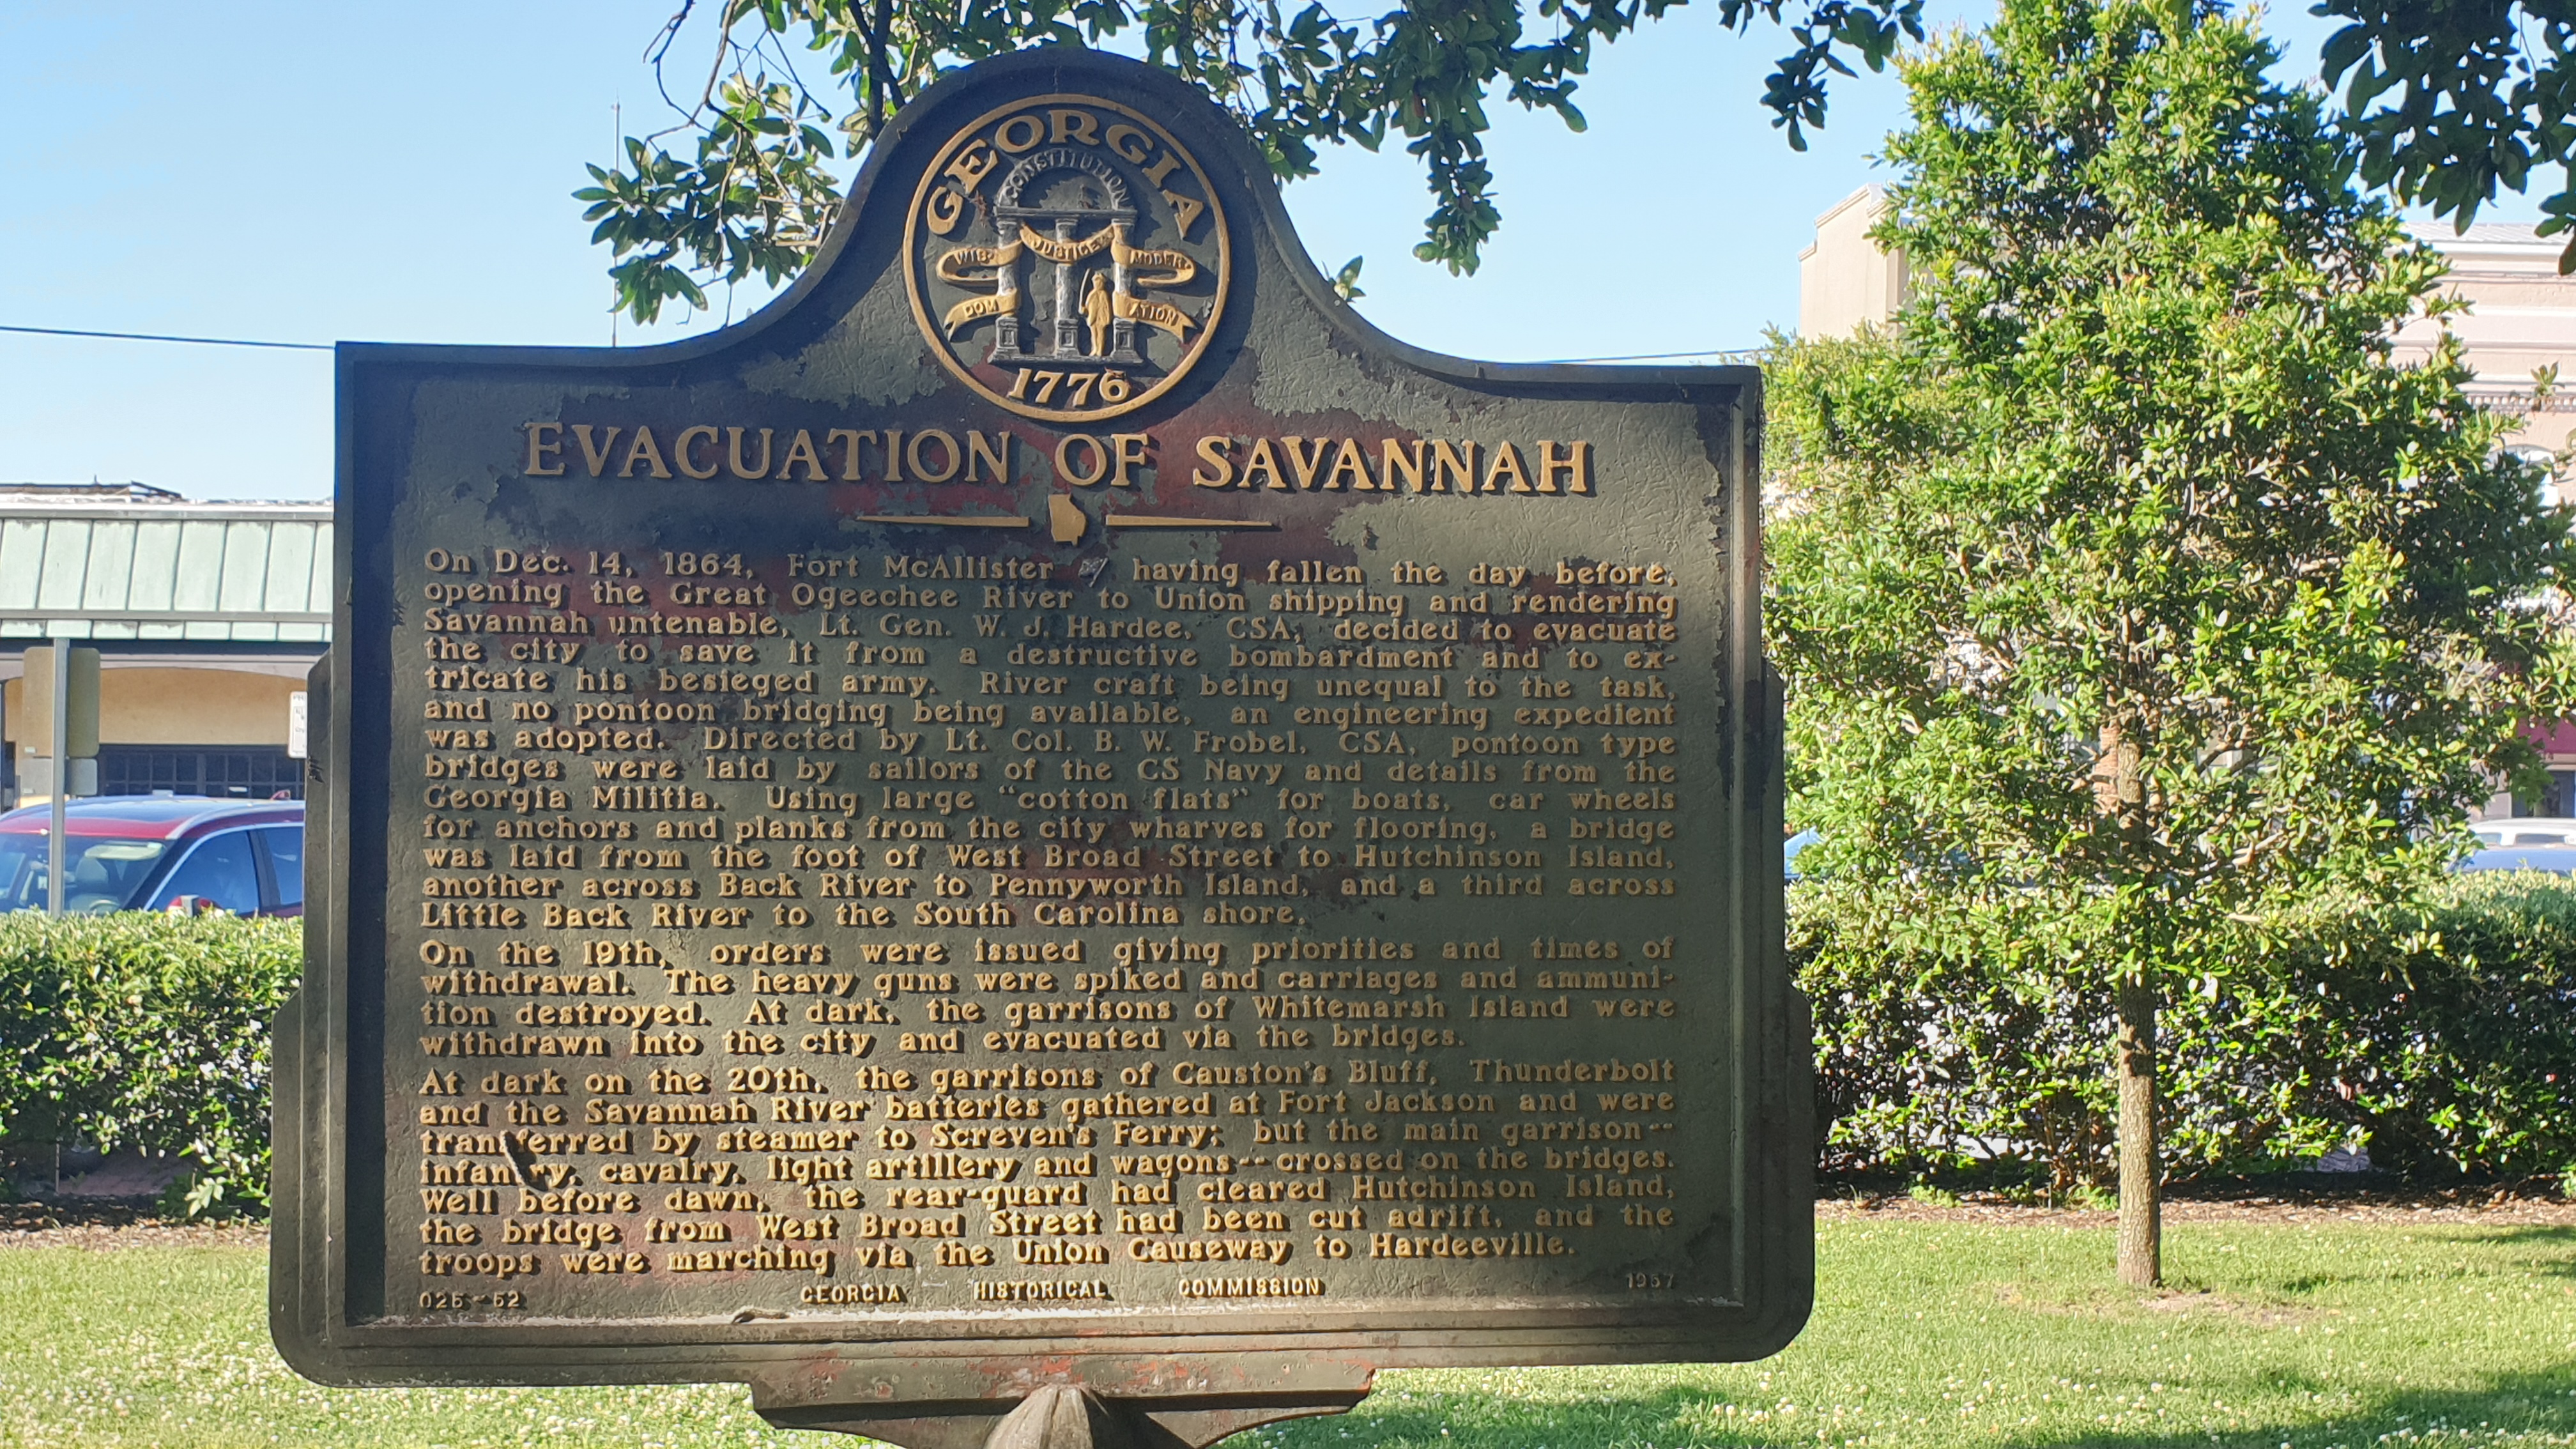 GEORGIA
CONSTITUTION
WIS- JUSTICE MODER-
DOM ATION
1776
EVACUATION OF SAVANNAH
On Dec. 14, 1864, Fort McAllister having fallen the day before,
opening the Great Ogeechee River to Union shipping and rendering
Savannah untenable, Lt. Gen. W. J. Hardee, CSA, decided to evacuate
the city to save it from a destructive bombardment and to ex-
tricate his besieged army. River craft being unequal to the task,
and no pontoon bridging being available, an engineering expedient
was adopted. Directed by Lt. Col. B. W. Frobel, CSA, pontoon type
bridges were laid by sailors of the CS Navy and details from the
Georgia Militia. Using large "cotton flats" for boats, car wheels
for anchors and planks from the city wharves for flooring, a bridge
was laid from the foot of West Broad Street to Hutchinson Island,
another across Back River to Pennyworth Island, and a third across
Little Back River to the South Carolina shore.
On the 19th, orders were issued giving priorities and times of
withdrawal. The heavy guns were spiked and carriages and ammuni-
tion destroyed. At dark, the garrisons of Whitemarsh Island were
withdrawn into the city and evacuated via the bridges.
At dark on the 20th, the garrisons of Causton's Bluff, Thunderbolt
and the Savannah River batteries gathered at Fort Jackson and were
transferred by steamer to Screven's Ferry; but the main garrison--
infantry, cavalry, light artillery and wagons--crossed on the bridges.
Well before dawn, the rear-guard had cleared Hutchinson Island,
the bridge from West Broad Street had been cut adrift, and the
troops were marching via the Union Causeway to Hardeeville.
025-52 GEORGIA HISTORICAL COMMISSION 1957